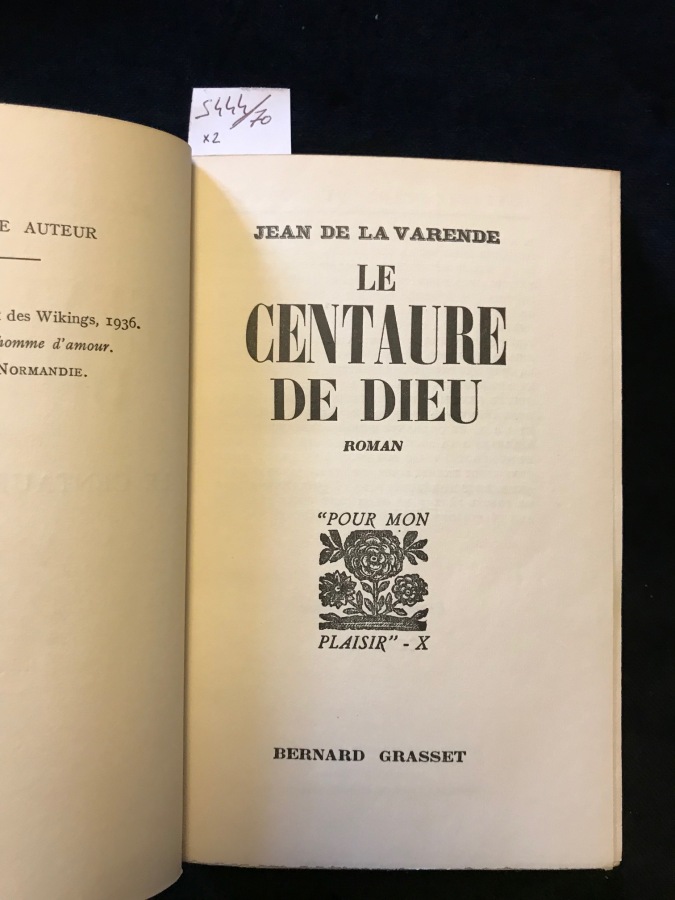 S444/70
x2
E AUTEUR
des Wikings, 1936.
homme d'amour.
NORMANDIE.
JEAN DE LA VARENDE
LE
CENTAURE
DE DIEU
ROMAN
"POUR MON
PLAISIR" - X
BERNARD GRASSET